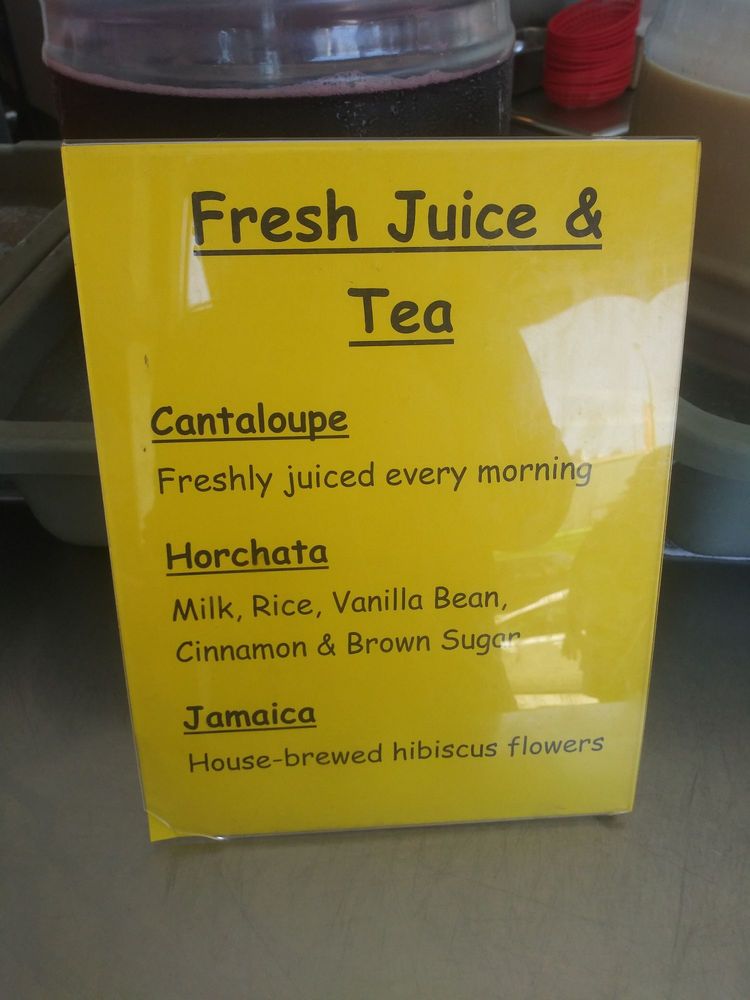 Fresh Juice &
Tea
Cantaloupe
Freshly juiced every morning
Horchata
Milk, Rice, Vanilla Bean,
Cinnamon & Brown Sugar
Jamaica
House-brewed hibiscus flowers